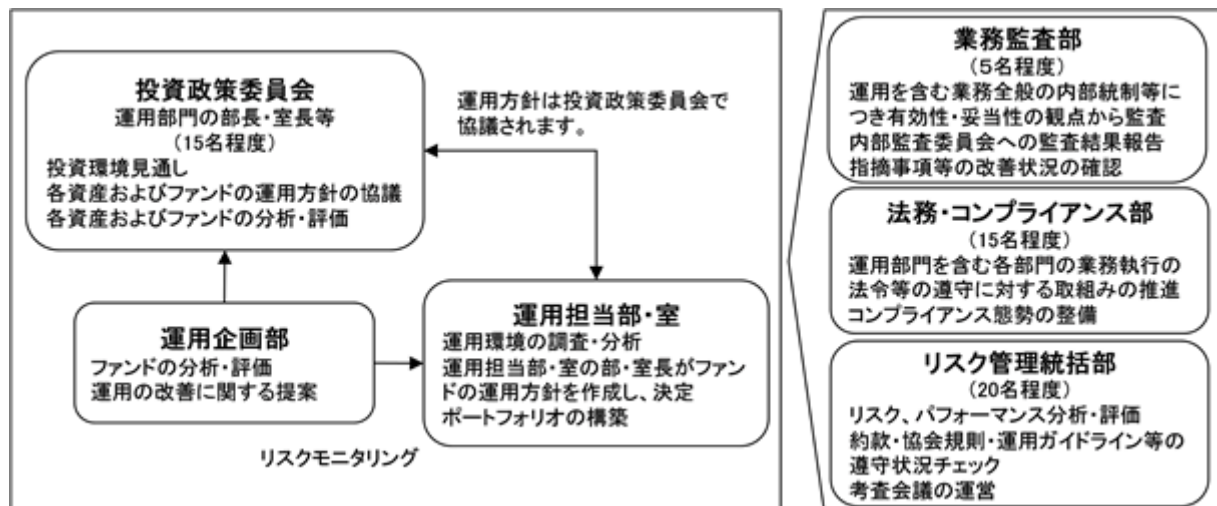 投資政策委員会
運用部門の部長・室長等
(15名程度)
投資環境見通し
各資産およびファンドの運用方針の協議
各資産およびファンドの分析・評価
運用方針は投資政策委員会で
協議されます。
運用企画部
ファンドの分析・評価
運用の改善に関する提案
運用担当部・室
運用環境の調査・分析
運用担当部・室の部・室長がファン
ドの運用方針を作成し、決定
ポートフォリオの構築
リスクモニタリング
業務監査部
(5名程度)
運用を含む業務全般の内部統制等に
つき有効性・妥当性の観点から監査
内部監査委員会への監査結果報告
指摘事項等の改善状況の確認
法務・コンプライアンス部
(15名程度)
運用部門を含む各部門の業務執行の
法令等の遵守に対する取組みの推進
コンプライアンス態勢の整備
リスク管理統括部
(20名程度)
リスク、パフォーマンス分析・評価
約款・協会規則・運用ガイドライン等の
遵守状況チェック
考査会議の運営